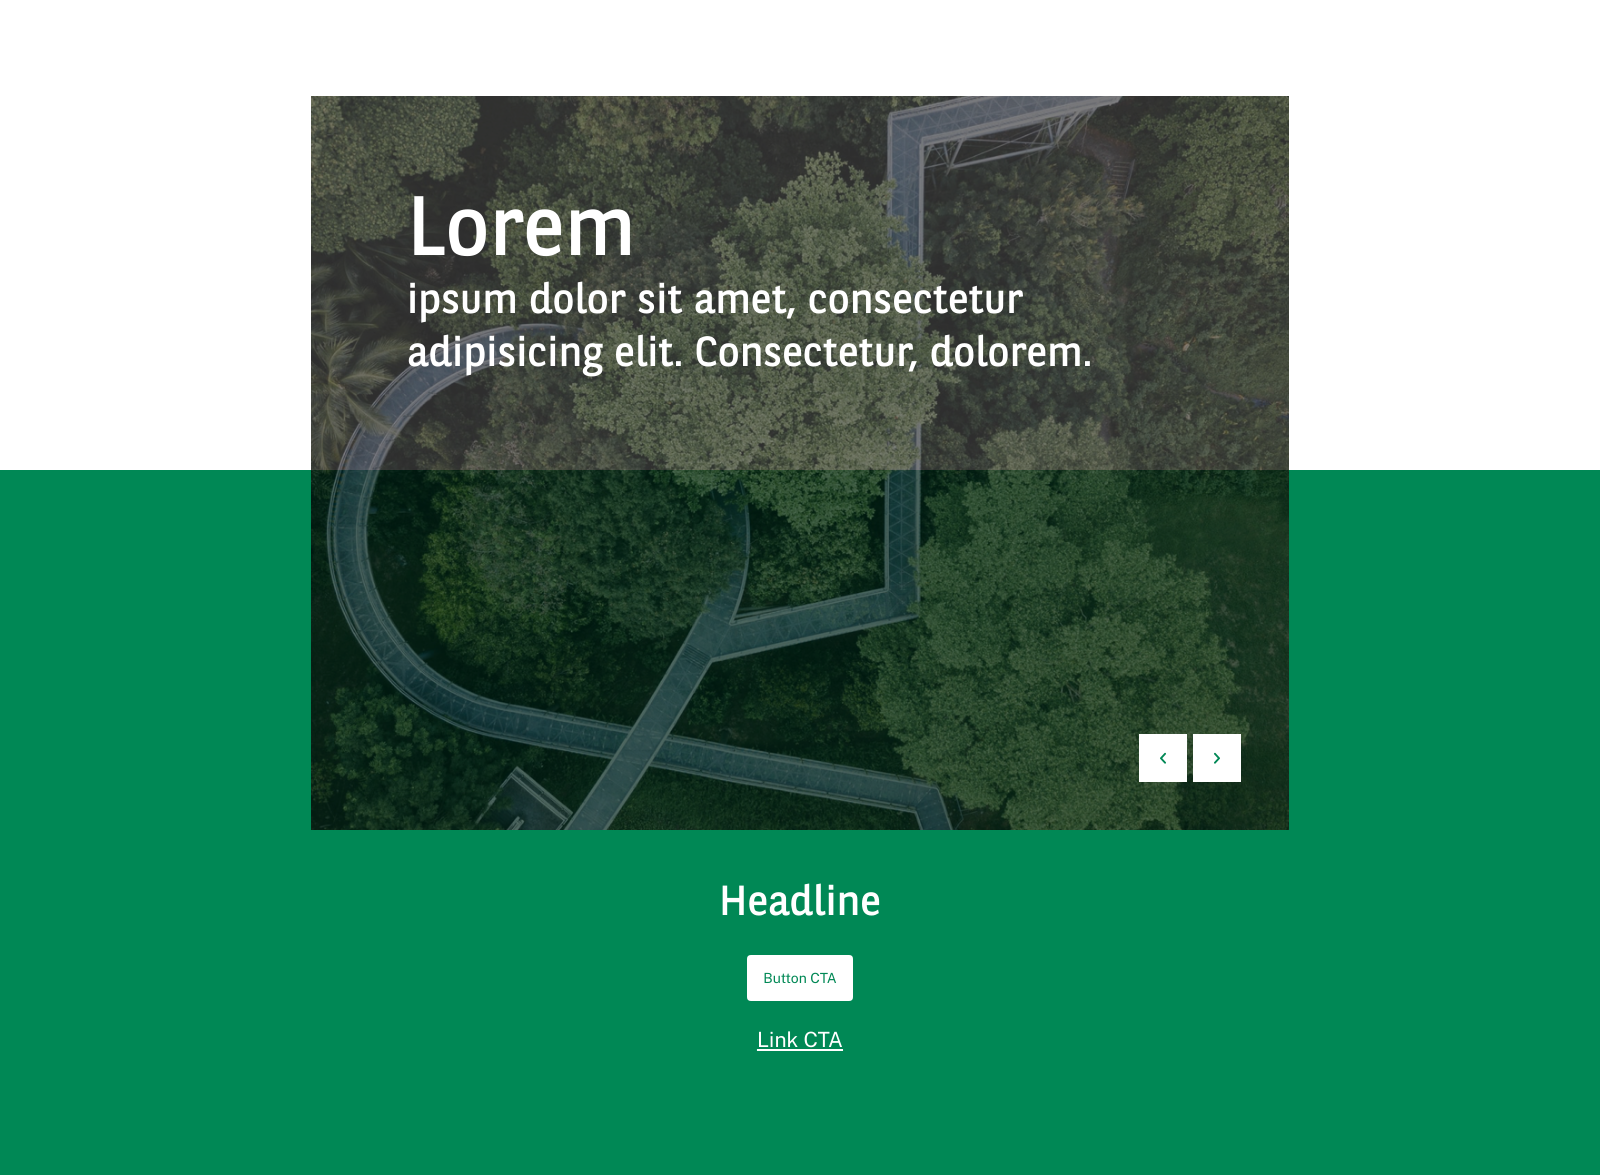 Lorem
ipsum dolor sit amet, consectetur
adipisicing elit. Consectetur, dolorem.
Headline
Button CTA
Link CTA